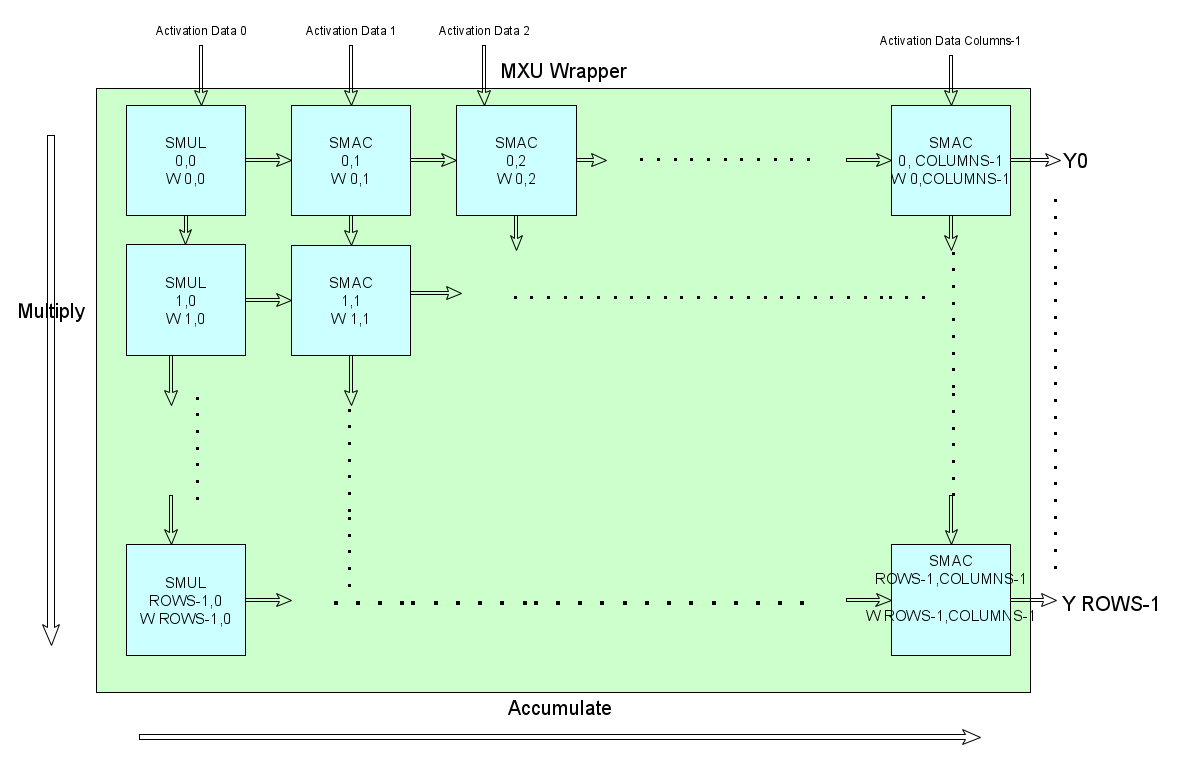 Activation Data 0
Activation Data 1
Activation Data 2
Activation Data Columns-1
MXU Wrapper
SMUL
0,0
W 0,0
SMAC
0,1
W 0,1
SMAC
0,2
W 0,2
SMAC
0, COLUMNS-1
W 0,COLUMNS-1
Y0
SMUL
1,0
W 1,0
SMAC
1,1
W 1,1
Multiply
SMUL
ROWS-1,0
W ROWS-1,0
SMAC
ROWS-1,COLUMNS-1
W ROWS-1,COLUMNS-1
Y ROWS-1
Accumulate